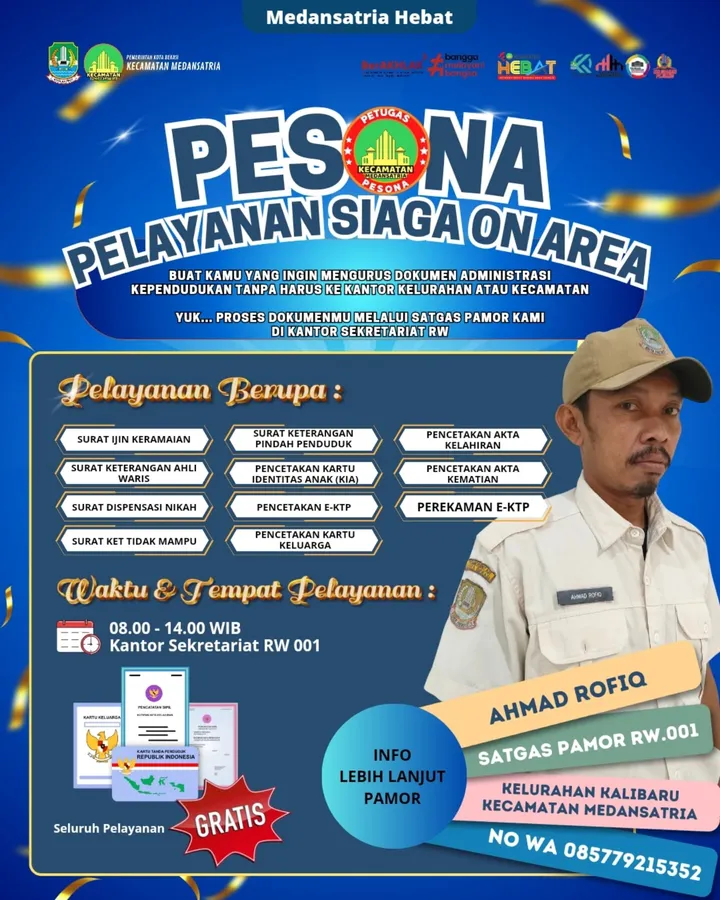 Medansatria Hebat
PEMERINTAH KOTA BEKASI
KECAMATAN MEDANSATRIA
KECAMATAN
bangga
melayani
bangsa
HEBAT
PESONA
PETUGAS
KECAMATAN
MEDANSATRIA
PESONA
PELAYANAN SIAGA ON AREA
BUAT KAMU YANG INGIN MENGURUS DOKUMEN ADMINISTRASI
KEPENDUDUKAN TANPA HARUS KE KANTOR KELURAHAN ATAU KECAMATAN
YUK... PROSES DOKUMENMU MELALUI SATGAS PAMOR KAMI
DI KANTOR SEKRETARIAT RW
Pelayanan Berupa :
SURAT IJIN KERAMAIAN
SURAT KETERANGAN
PINDAH PENDUDUK
PENCETAKAN AKTA
KELAHIRAN
SURAT KETERANGAN AHLI
WARIS
PENCETAKAN KARTU
IDENTITAS ANAK (KIA)
PENCETAKAN AKTA
KEMATIAN
SURAT DISPENSASI NIKAH
PENCETAKAN E-KTP
PEREKAMAN E-KTP
SURAT KET TIDAK MAMPU
PENCETAKAN KARTU
KELUARGA
Waktu & Tempat Pelayanan :
08.00 - 14.00 WIB
Kantor Sekretariat RW 001
KARTU KELUARGA
PENCATATAN SIPIL
KARTU TANDA PENDUDUK
REPUBLIK INDONESIA
Seluruh Pelayanan
GRATIS
AHMAD ROFIQ
INFO
LEBIH LANJUT
PAMOR
AHMAD ROFIQ
SATGAS PAMOR RW.001
KELURAHAN KALIBARU
KECAMATAN MEDANSATRIA
NO WA 085779215352